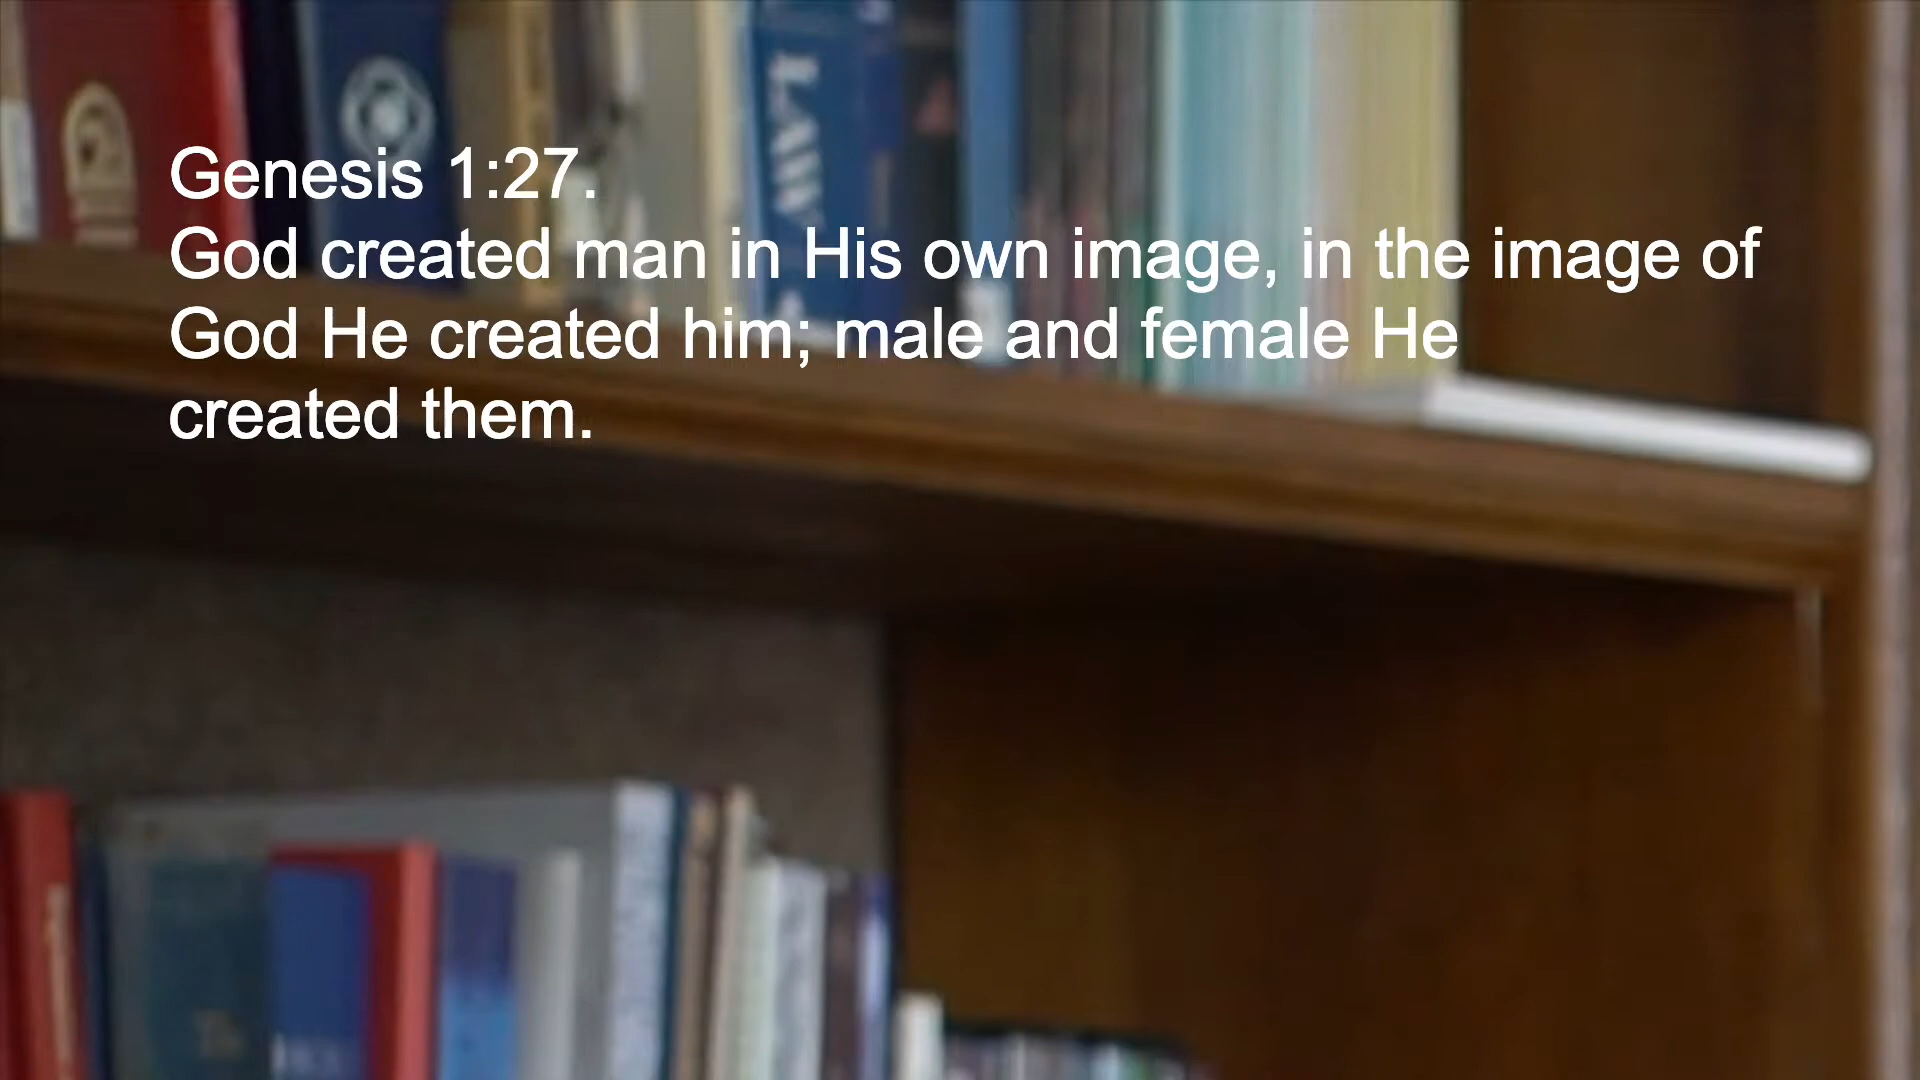 Genesis 1:27.
God created man in His own image, in the image of
God He created him; male and female He
created them.
LAW